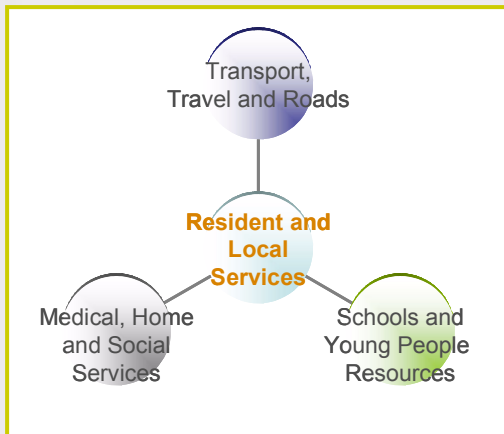 Transport,
Travel and Roads
Resident and
Local
Services
Medical, Home
and Social
Services
Schools and
Young People
Resources